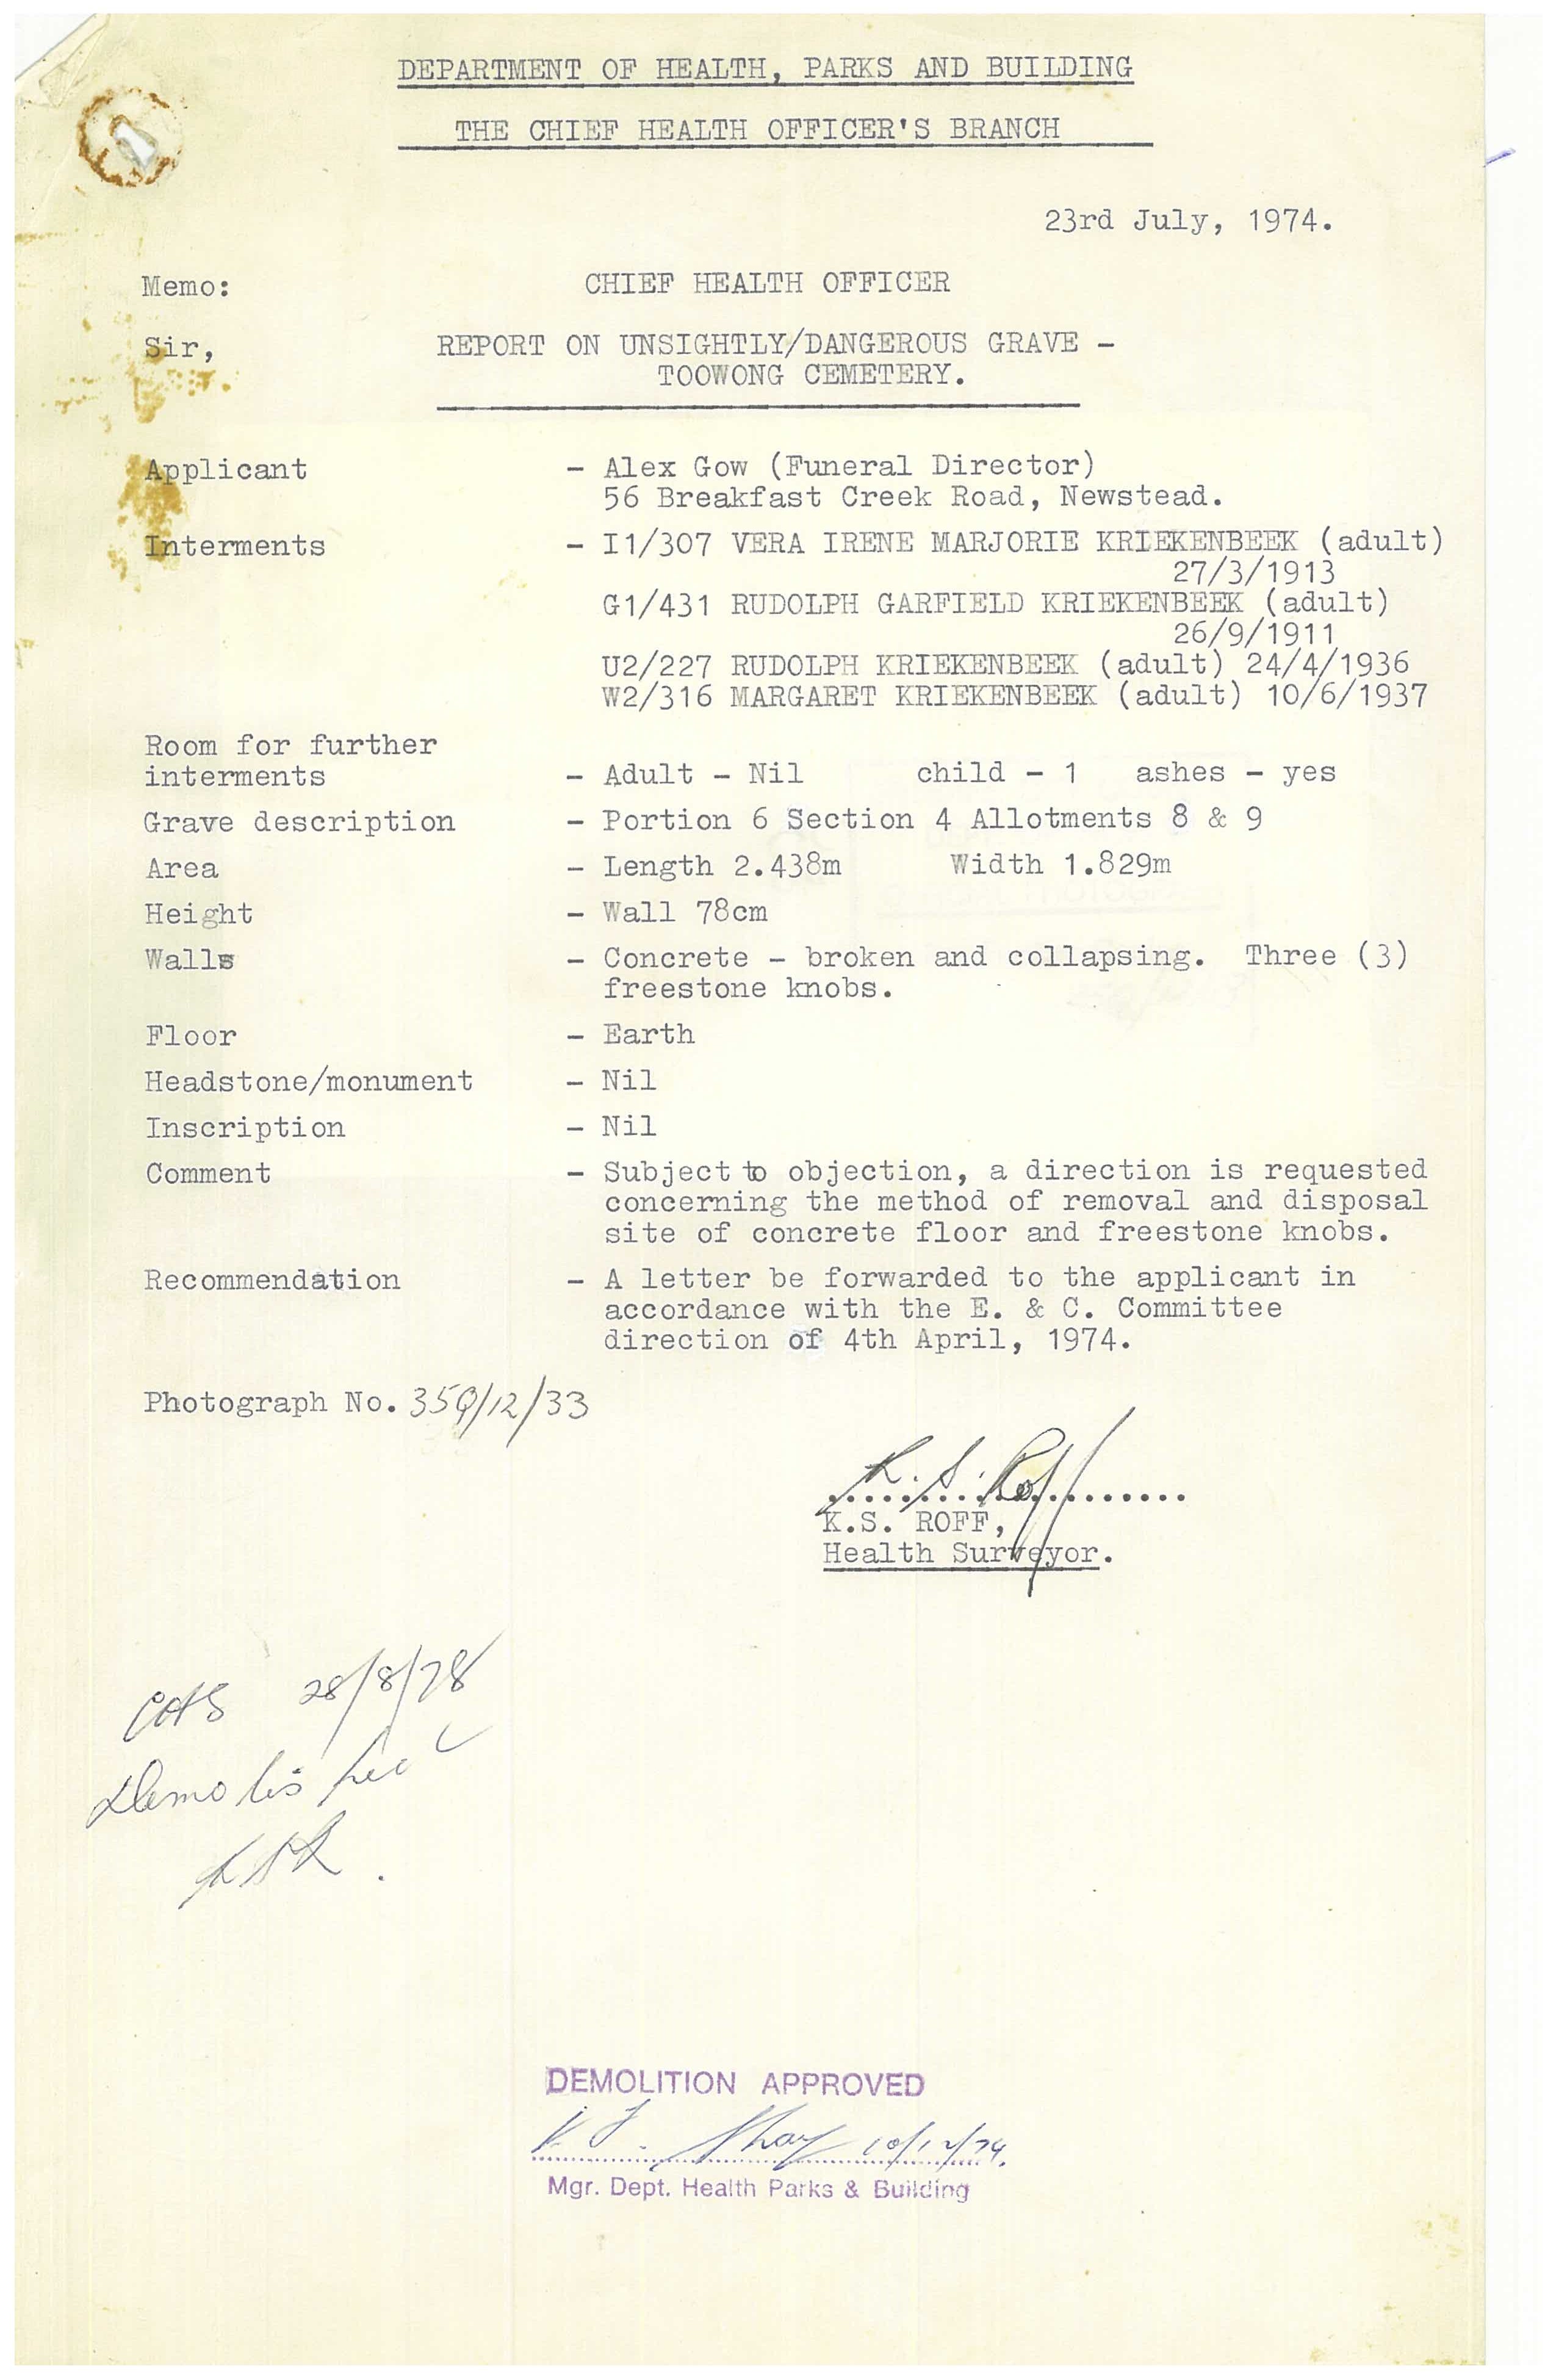 DEPARTMENT OF HEALTH, PARKS AND BUILDING
THE CHIEF HEALTH OFFICER'S BRANCH
23rd July, 1974.
Memo: CHIEF HEALTH OFFICER
Sir, REPORT ON UNSIGHTLY/DANGEROUS GRAVE -
TOOWONG CEMETERY.
Applicant - Alex Gow (Funeral Director)
56 Breakfast Creek Road, Newstead.
Interments - I1/307 VERA IRENE MARJORIE KRIEKENBEEK (adult)
27/3/1913
G1/431 RUDOLPH GARFIELD KRIEKENBEEK (adult)
26/9/1911
U2/227 RUDOLPH KRIEKENBEEK (adult) 24/4/1936
W2/316 MARGARET KRIEKENBEEK (adult) 10/6/1937
Room for further
interments - Adult - Nil child - 1 ashes - yes
Grave description - Portion 6 Section 4 Allotments 8 & 9
Area - Length 2.438m Width 1.829m
Height - Wall 78cm
Walls - Concrete - broken and collapsing. Three (3)
freestone knobs.
Floor - Earth
Headstone/monument - Nil
Inscription - Nil
Comment - Subject to objection, a direction is requested
concerning the method of removal and disposal
site of concrete floor and freestone knobs.
Recommendation - A letter be forwarded to the applicant in
accordance with the E. & C. Committee
direction of 4th April, 1974.
Photograph No. 359/12/33
K.S. Roff
K.S. ROFF,
Health Surveyor.
28/8/78
Demolished
KSR.
DEMOLITION APPROVED
10/12/74.
Mgr. Dept. Health Parks & Building